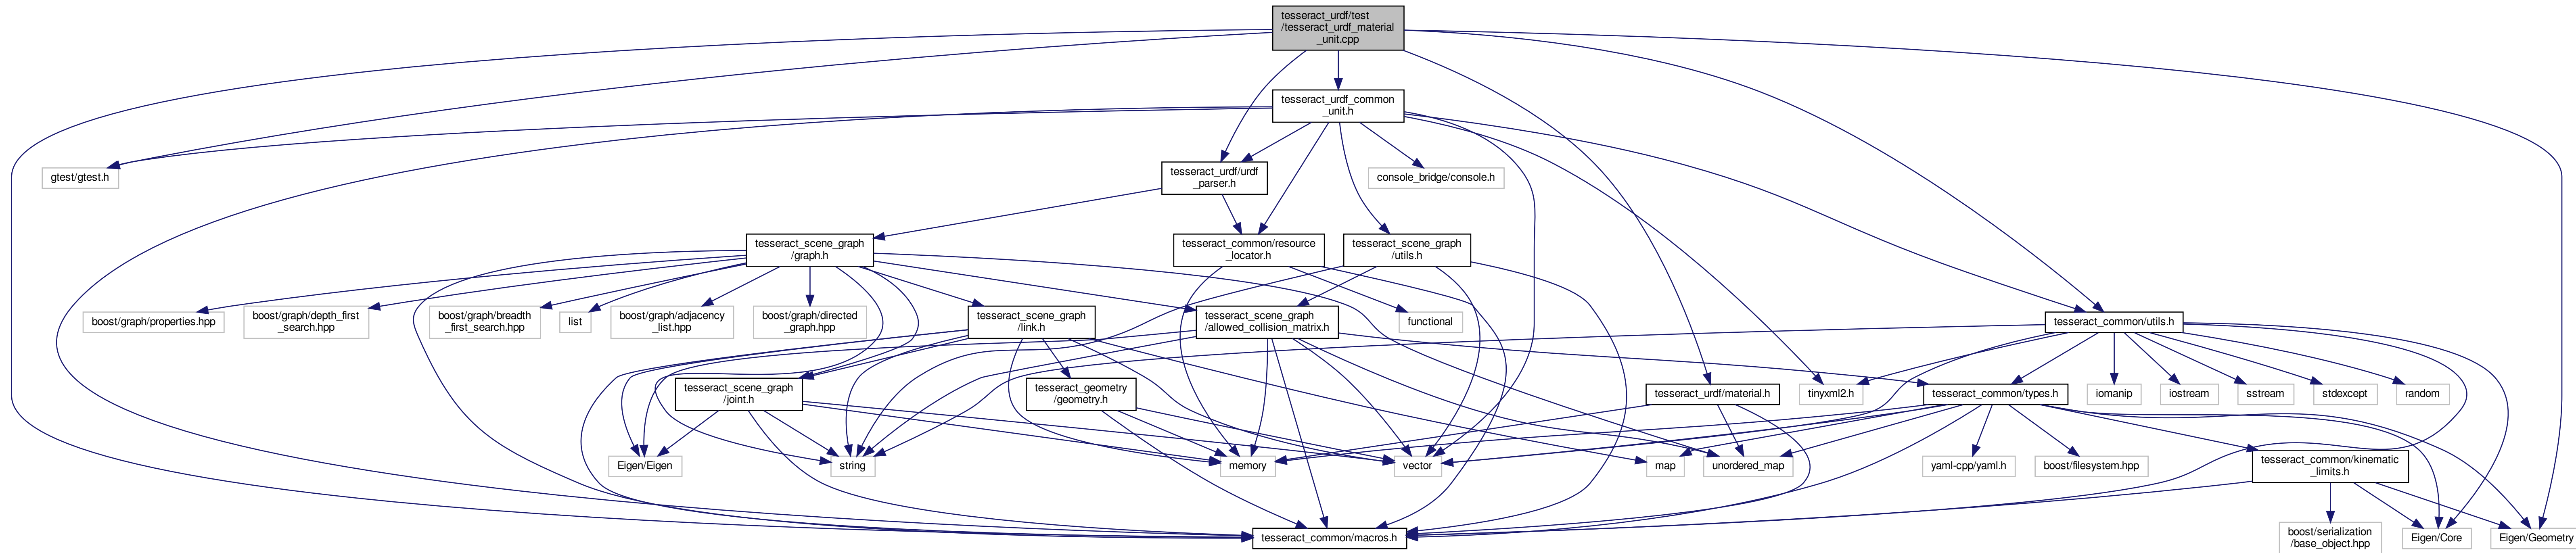 tesseract_urdf/test
/tesseract_urdf_material
_unit.cpp
tesseract_urdf_common
_unit.h
gtest/gtest.h
tesseract_urdf/urdf
_parser.h
console_bridge/console.h
tesseract_scene_graph
/graph.h
tesseract_common/resource
_locator.h
tesseract_scene_graph
/utils.h
boost/graph/properties.hpp
boost/graph/depth_first
_search.hpp
boost/graph/breadth
_first_search.hpp
list
boost/graph/adjacency
_list.hpp
boost/graph/directed
_graph.hpp
tesseract_scene_graph
/link.h
tesseract_scene_graph
/allowed_collision_matrix.h
functional
tesseract_common/utils.h
tesseract_scene_graph
/joint.h
tesseract_geometry
/geometry.h
tesseract_urdf/material.h
tinyxml2.h
tesseract_common/types.h
iomanip
iostream
sstream
stdexcept
random
Eigen/Eigen
string
memory
vector
map
unordered_map
yaml-cpp/yaml.h
boost/filesystem.hpp
tesseract_common/kinematic
_limits.h
tesseract_common/macros.h
boost/serialization
/base_object.hpp
Eigen/Core
Eigen/Geometry